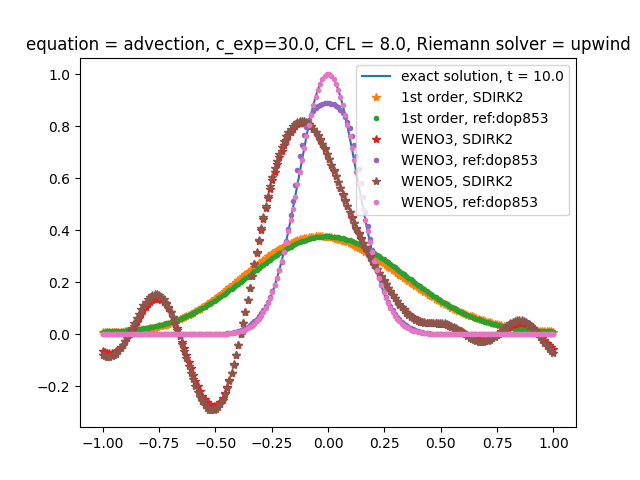 equation = advection, c_exp=30.0, CFL = 8.0, Riemann solver = upwind
exact solution, t = 10.0
1st order, SDIRK2
1st order, ref:dop853
WENO3, SDIRK2
WENO3, ref:dop853
WENO5, SDIRK2
WENO5, ref:dop853
1.0
0.8
0.6
0.4
0.2
0.0
−0.2
−1.00 −0.75 −0.50 −0.25 0.00 0.25 0.50 0.75 1.00